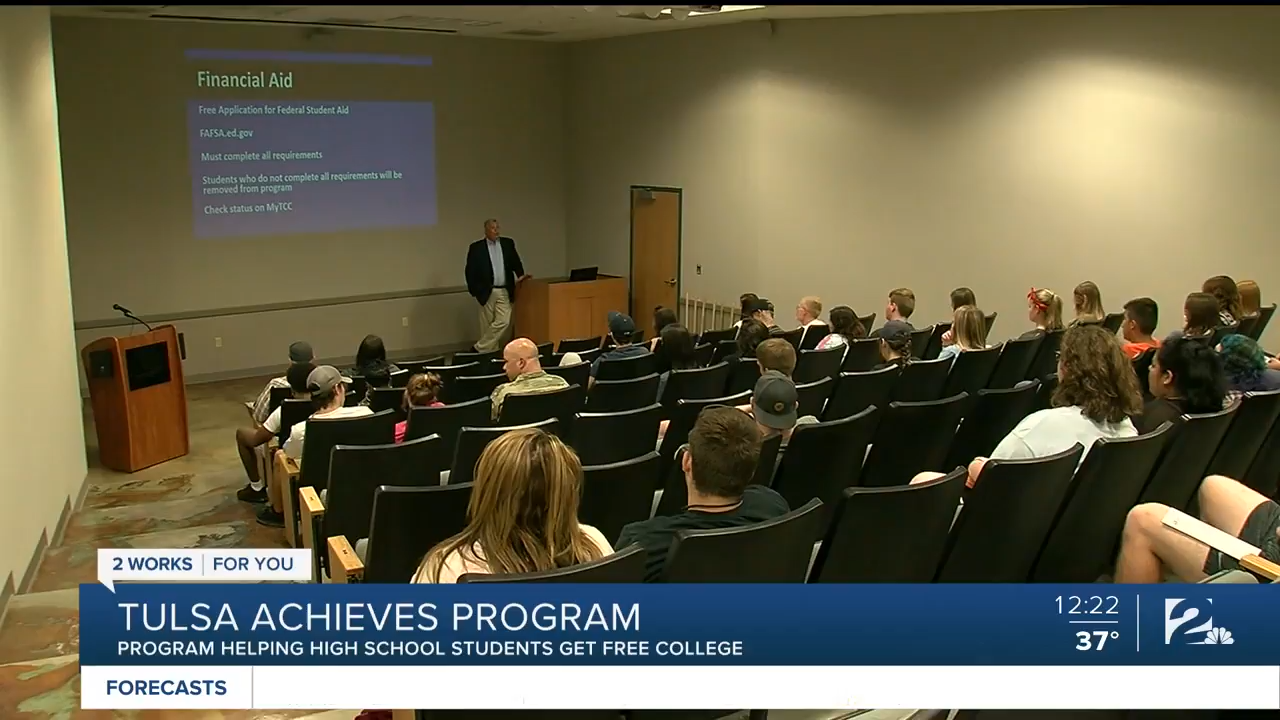 Financial Aid
Free Application for Federal Student Aid
FAFSA.ed.gov
Must complete all requirements
Students who do not complete all requirements will be
removed from program
Check status on MyTCC
2 WORKS FOR YOU
TULSA ACHIEVES PROGRAM
PROGRAM HELPING HIGH SCHOOL STUDENTS GET FREE COLLEGE
12:22
37°
2
FORECASTS